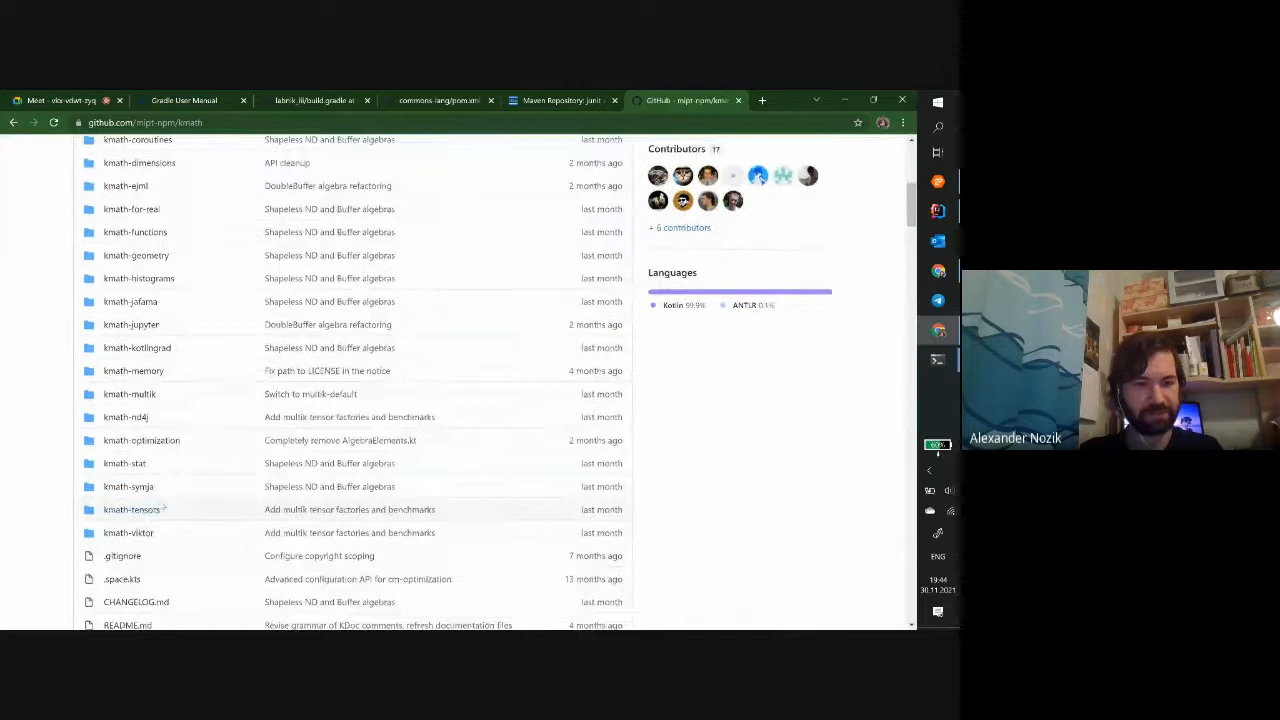 Meet - vkx-vdwt-zyq
Gradle User Manual
labnik_iii/build.gradle at
commons-lang/pom.xml
Maven Repository: junit -
GitHub - mipt-npm/kma
github.com/mipt-npm/kmath
kmath-coroutines Shapeless ND and Buffer algebras last month
kmath-dimensions API cleanup 2 months ago
kmath-ejml DoubleBuffer algebra refactoring 2 months ago
kmath-for-real Shapeless ND and Buffer algebras last month
kmath-functions Shapeless ND and Buffer algebras last month
kmath-geometry Shapeless ND and Buffer algebras last month
kmath-histograms Shapeless ND and Buffer algebras last month
kmath-jafama Shapeless ND and Buffer algebras last month
kmath-jupyter DoubleBuffer algebra refactoring 2 months ago
kmath-kotlingrad Shapeless ND and Buffer algebras last month
kmath-memory Fix path to LICENSE in the notice 4 months ago
kmath-multik Switch to multik-default last month
kmath-nd4j Add multik tensor factories and benchmarks last month
kmath-optimization Completely remove AlgebraElements.kt 2 months ago
kmath-stat Shapeless ND and Buffer algebras last month
kmath-symja Shapeless ND and Buffer algebras last month
kmath-tensors Add multik tensor factories and benchmarks last month
kmath-viktor Add multik tensor factories and benchmarks last month
.gitignore Configure copyright scoping 7 months ago
.space.kts Advanced configuration API for cm-optimization. 13 months ago
CHANGELOG.md Shapeless ND and Buffer algebras last month
README.md Revise grammar of KDoc comments, refresh documentation files 4 months ago
Contributors 17
+ 6 contributors
Languages
Kotlin 99.9% ANTLR 0.1%
60%
ENG
19:44
30.11.2021
Alexander Nozik